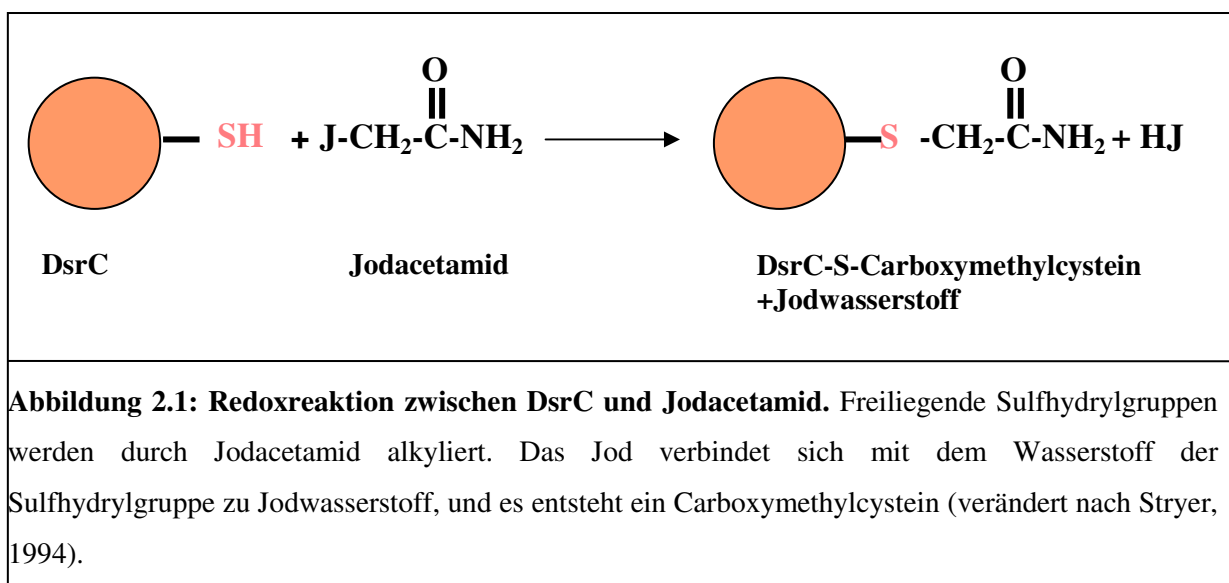 O O
||  ||
SH + J-CH₂-C-NH₂ S -CH₂-C-NH₂ + HJ
DsrC Jodacetamid DsrC-S-Carboxymethylcystein
+Jodwasserstoff
Abbildung 2.1: Redoxreaktion zwischen DsrC und Jodacetamid. Freiliegende Sulfhydrylgruppen
werden durch Jodacetamid alkyliert. Das Jod verbindet sich mit dem Wasserstoff der
Sulfhydrylgruppe zu Jodwasserstoff, und es entsteht ein Carboxymethylcystein (verändert nach Stryer,
1994).